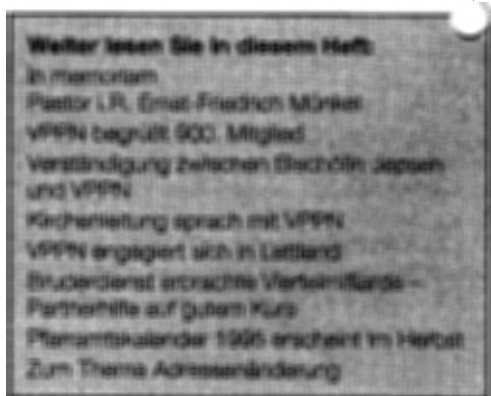 Weiter lesen Sie in diesem Heft:
In memoriam
Pastor i.R. Ernst-Friedrich Münkel
VPPN begrüßt 900. Mitglied
Verständigung zwischen Bischöfin Jepsen
und VPPN
Kirchenleitung sprach mit VPPN
VPPN engagiert sich in Lettland
Bruderdienst erbrachte Viertelmilliarde –
Partnerhilfe auf gutem Kurs
Pfarramtskalender 1995 erscheint im Herbst
Zum Thema Adressenänderung